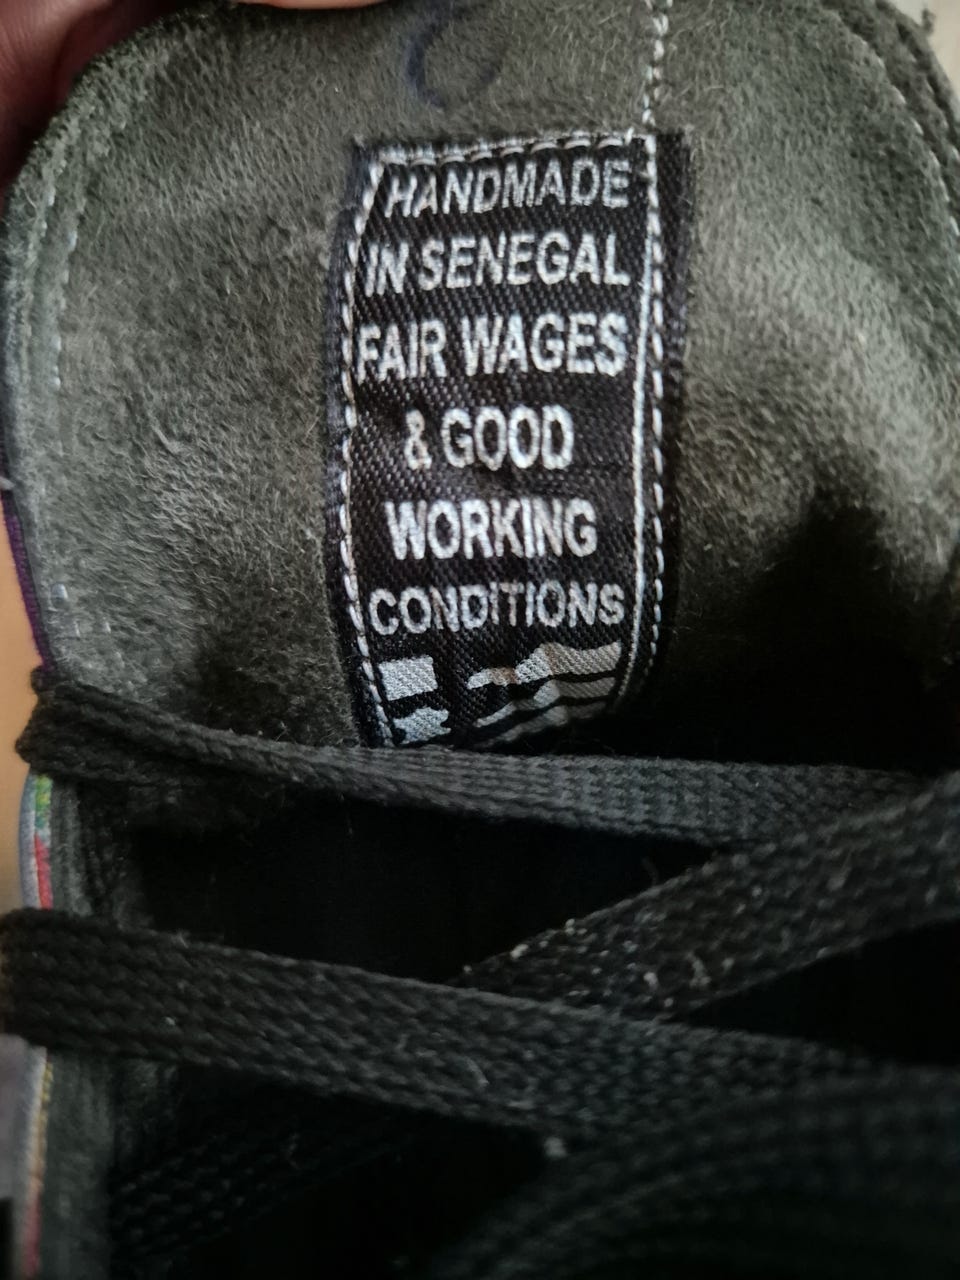 HANDMADE
IN SENEGAL
FAIR WAGES
& GOOD
WORKING
CONDITIONS